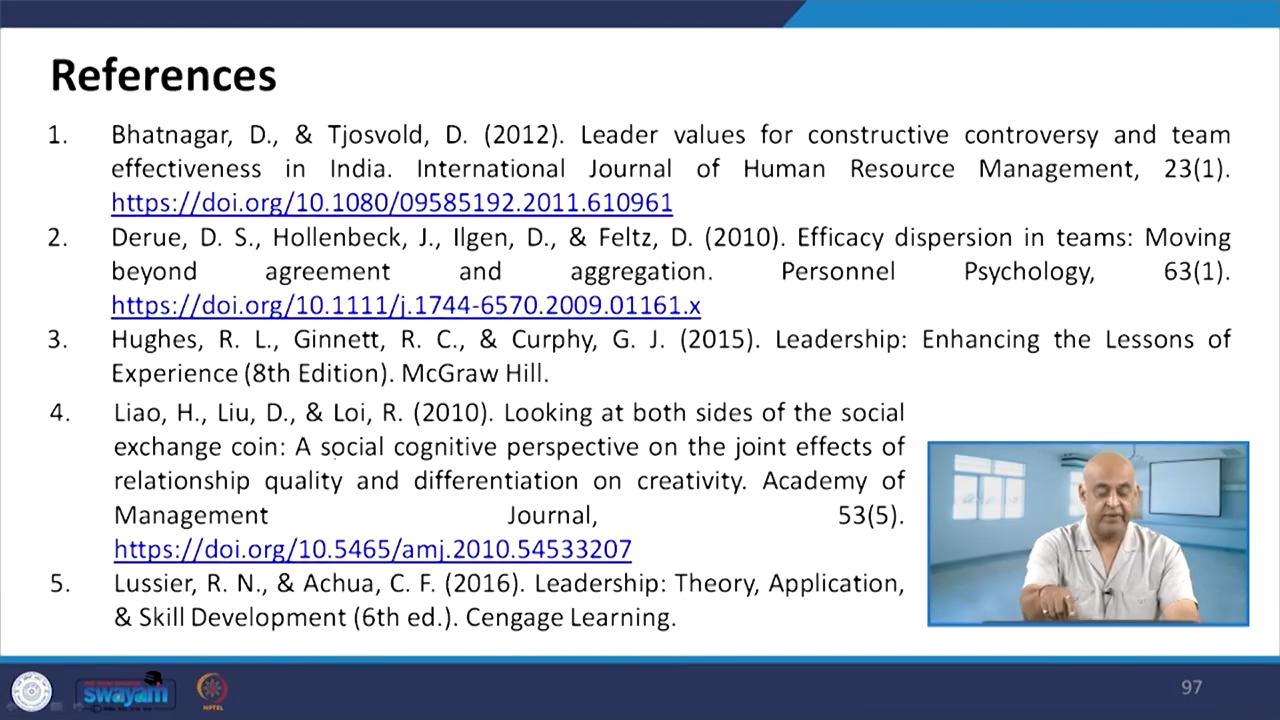 References
1. Bhatnagar, D., & Tjosvold, D. (2012). Leader values for constructive controversy and team
effectiveness in India. International Journal of Human Resource Management, 23(1).
https://doi.org/10.1080/09585192.2011.610961
2. Derue, D. S., Hollenbeck, J., Ilgen, D., & Feltz, D. (2010). Efficacy dispersion in teams: Moving
beyond agreement and aggregation. Personnel Psychology, 63(1).
https://doi.org/10.1111/j.1744-6570.2009.01161.x
3. Hughes, R. L., Ginnett, R. C., & Curphy, G. J. (2015). Leadership: Enhancing the Lessons of
Experience (8th Edition). McGraw Hill.
4. Liao, H., Liu, D., & Loi, R. (2010). Looking at both sides of the social
exchange coin: A social cognitive perspective on the joint effects of
relationship quality and differentiation on creativity. Academy of
Management Journal, 53(5).
https://doi.org/10.5465/amj.2010.54533207
5. Lussier, R. N., & Achua, C. F. (2016). Leadership: Theory, Application,
& Skill Development (6th ed.). Cengage Learning.
swayam
NPTEL
97